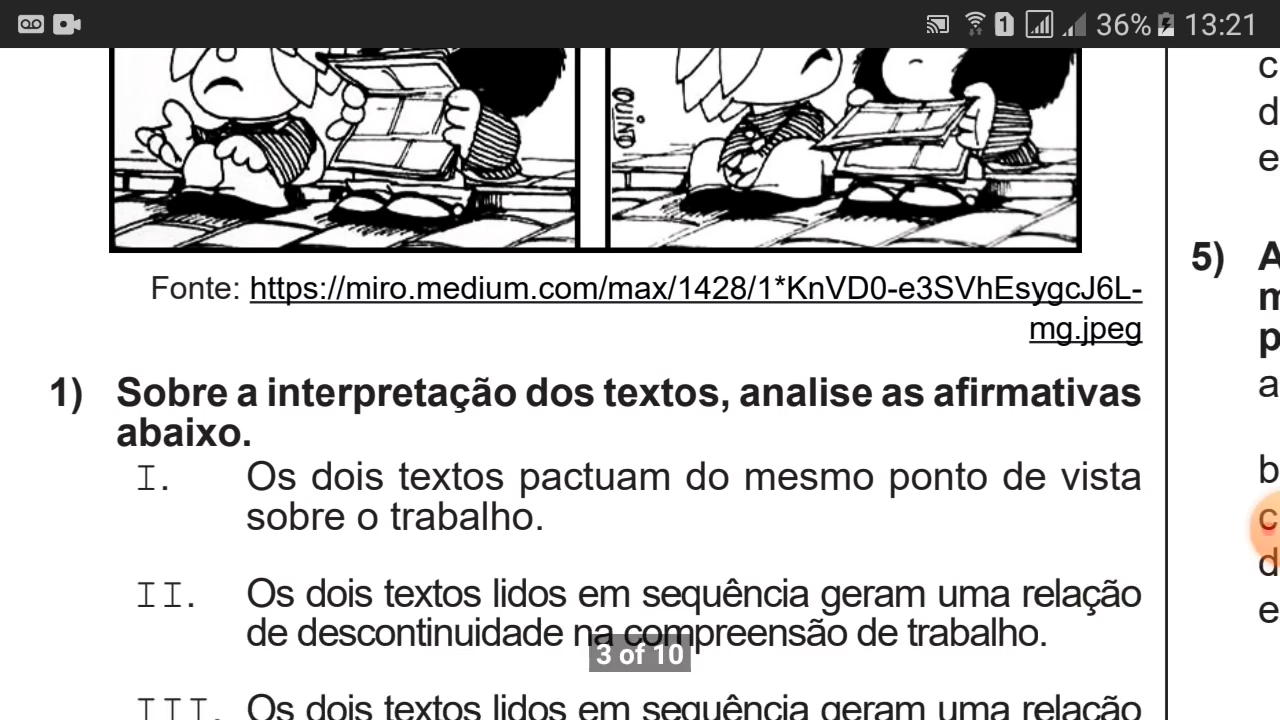 36% 13:21
QUINO
Fonte: https://miro.medium.com/max/1428/1*KnVD0-e3SVhEsygcJ6L-
mg.jpeg
1) Sobre a interpretação dos textos, analise as afirmativas
abaixo.
I. Os dois textos pactuam do mesmo ponto de vista
sobre o trabalho.
II. Os dois textos lidos em sequência geram uma relação
de descontinuidade na compreensão de trabalho.
3 of 10
III. Os dois textos lidos em sequência geram uma relação
c
d
e
5) A
m
p
a
b
c
d
e